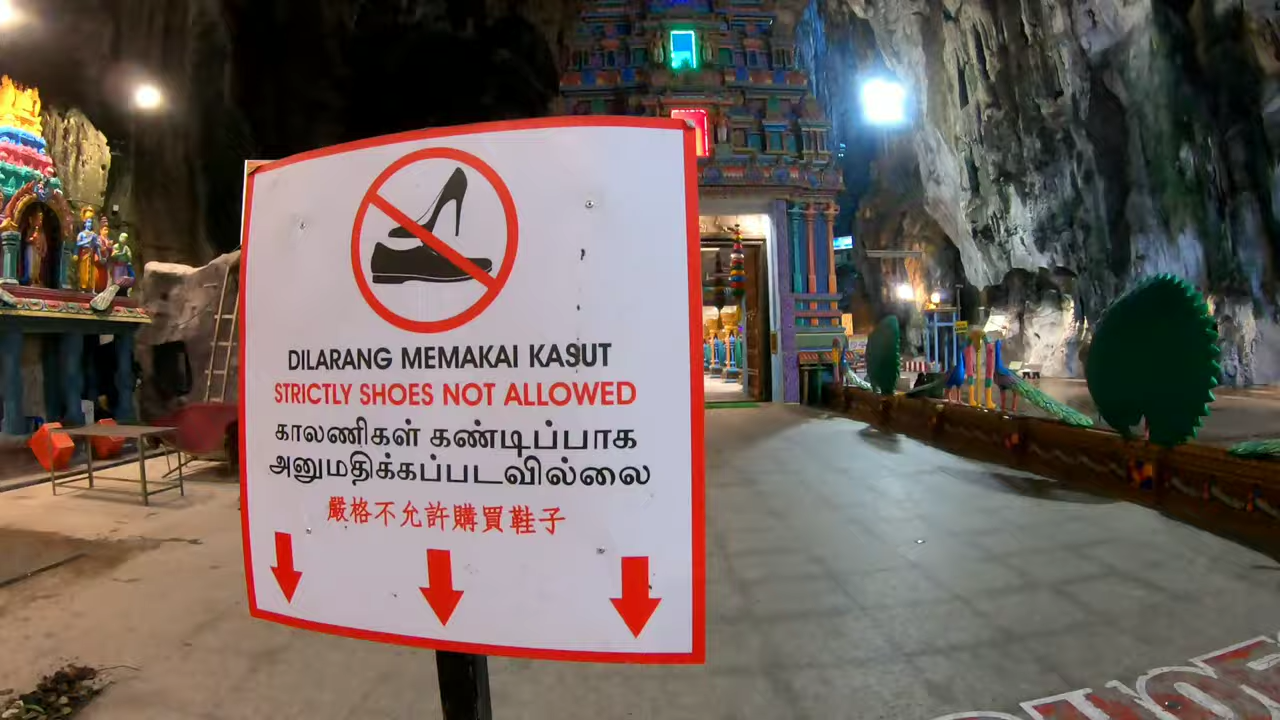 DILARANG MEMAKAI KASUT
STRICTLY SHOES NOT ALLOWED
காலணிகள் கண்டிப்பாக
அனுமதிக்கப்படவில்லை
嚴格不允許購買鞋子